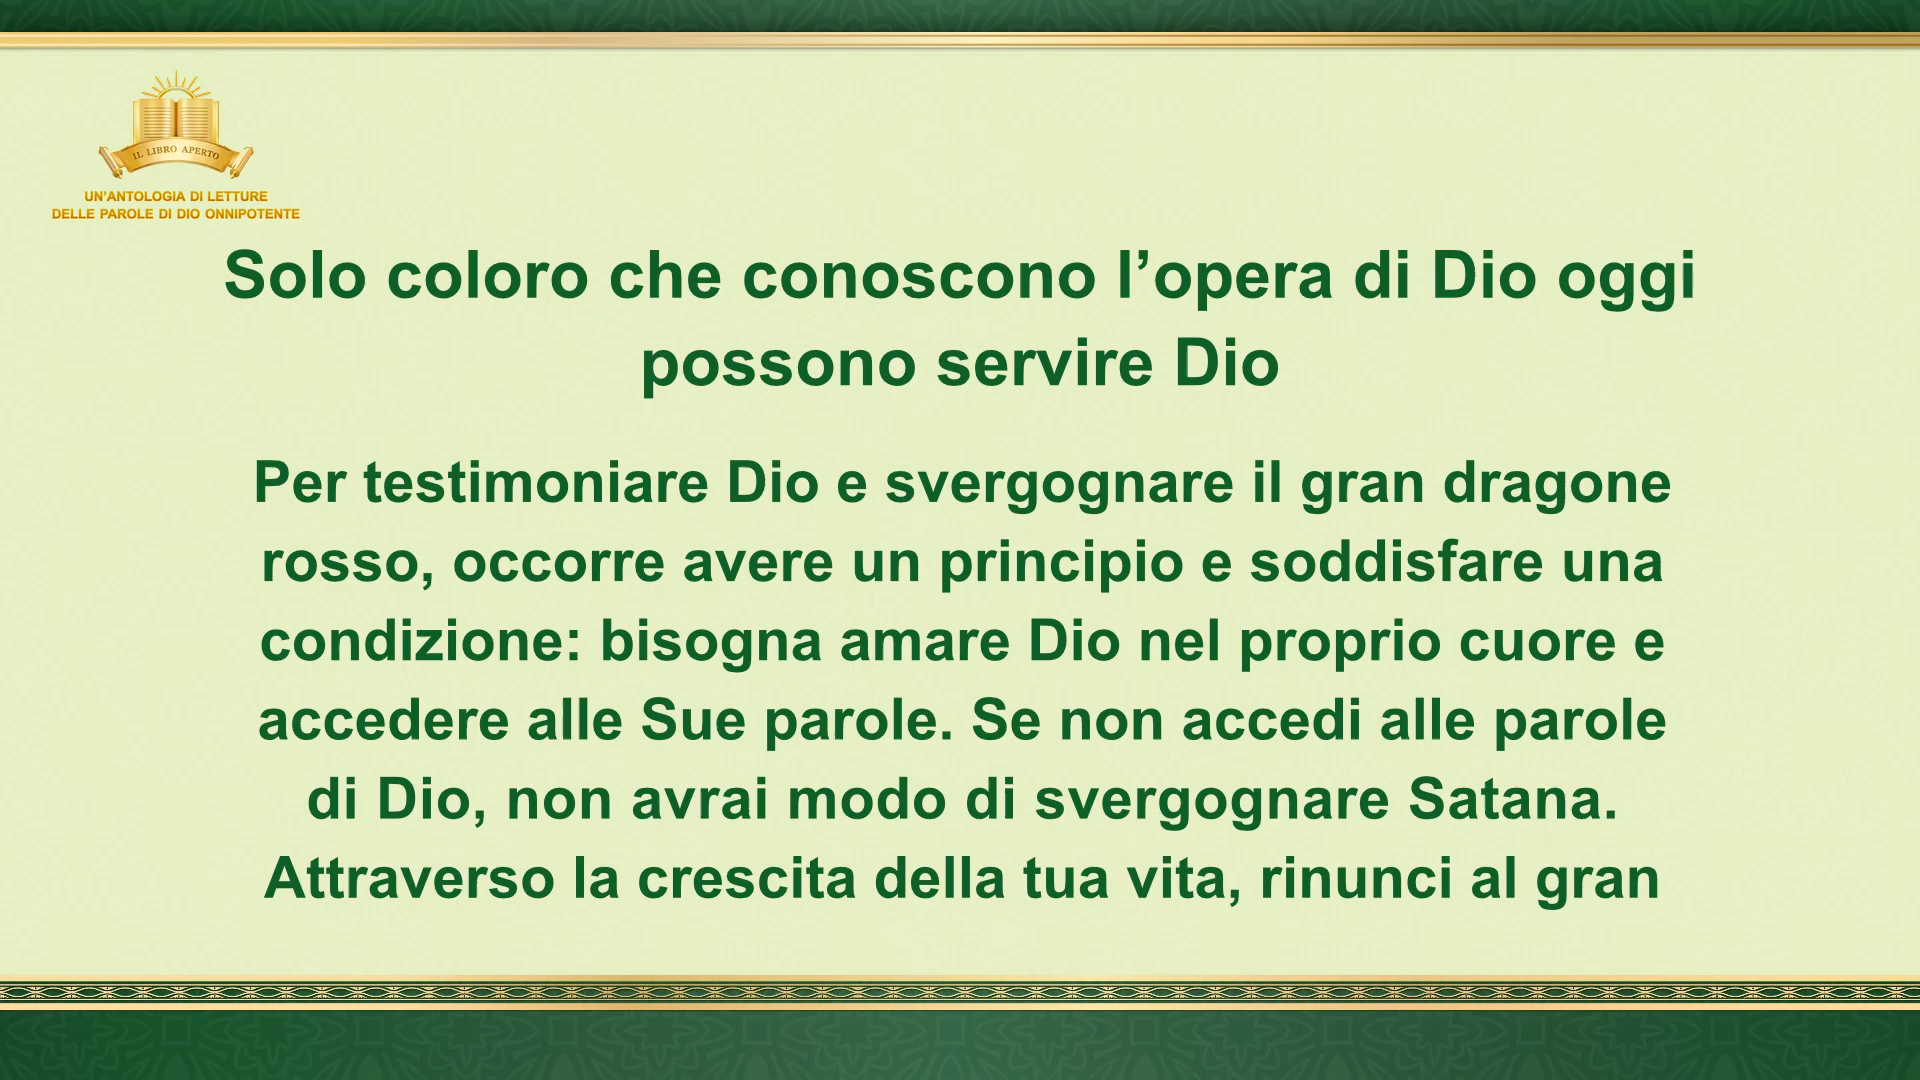 IL LIBRO APERTO
UN’ANTOLOGIA DI LETTURE
DELLE PAROLE DI DIO ONNIPOTENTE
Solo coloro che conoscono l’opera di Dio oggi
possono servire Dio
Per testimoniare Dio e svergognare il gran dragone
rosso, occorre avere un principio e soddisfare una
condizione: bisogna amare Dio nel proprio cuore e
accedere alle Sue parole. Se non accedi alle parole
di Dio, non avrai modo di svergognare Satana.
Attraverso la crescita della tua vita, rinunci al gran